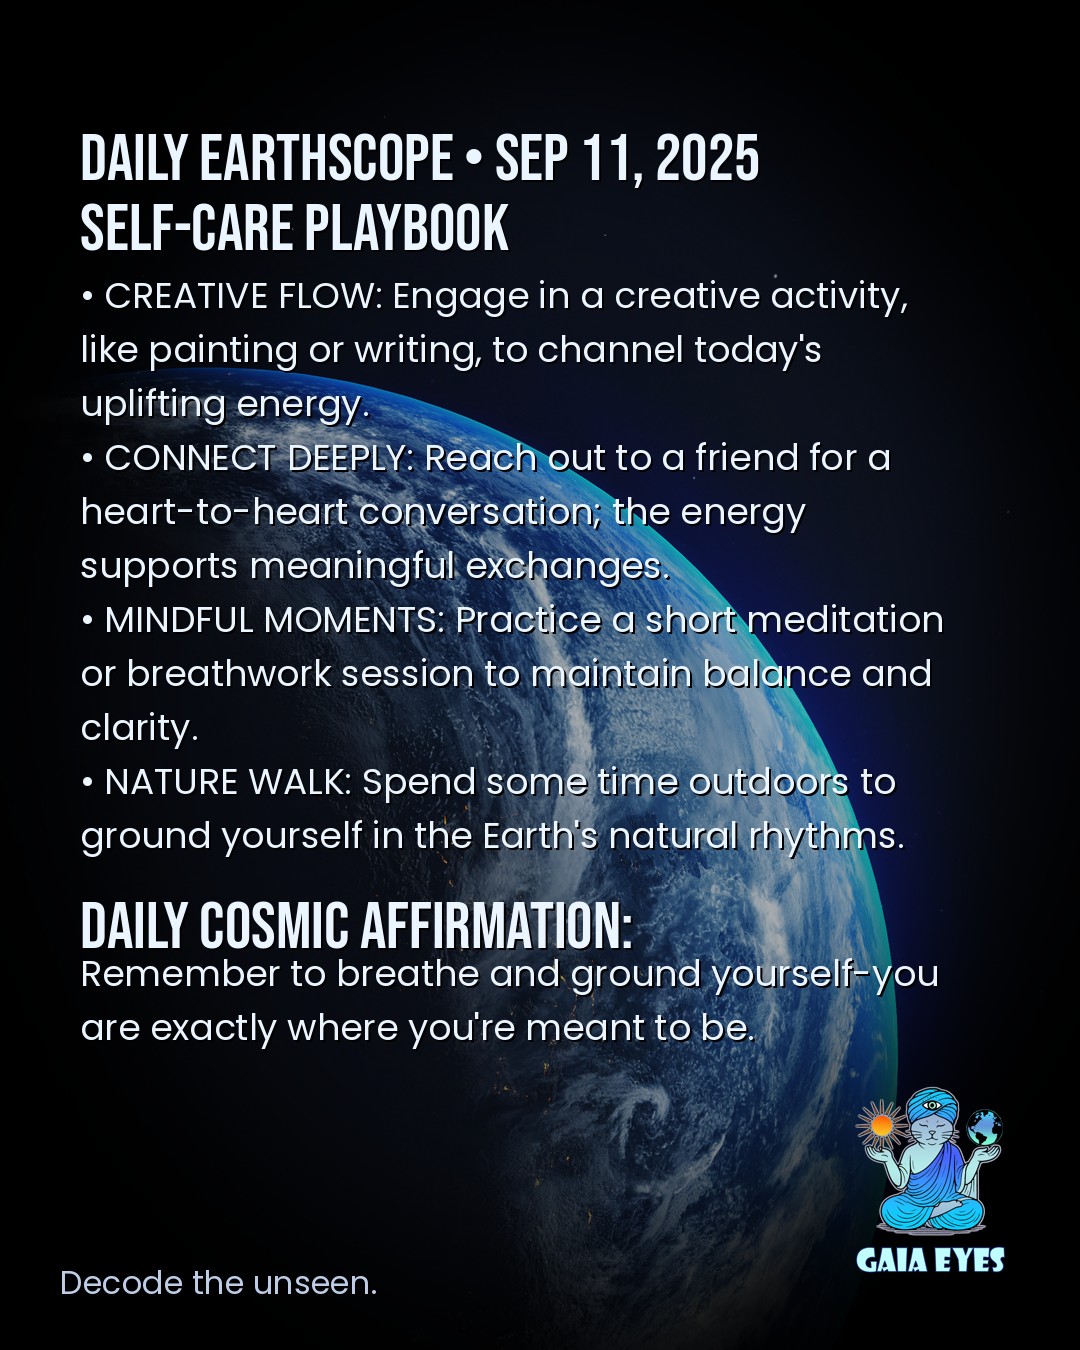 DAILY EARTHSCOPE • SEP 11, 2025
SELF-CARE PLAYBOOK
• CREATIVE FLOW: Engage in a creative activity,
like painting or writing, to channel today's
uplifting energy.
• CONNECT DEEPLY: Reach out to a friend for a
heart-to-heart conversation; the energy
supports meaningful exchanges.
• MINDFUL MOMENTS: Practice a short meditation
or breathwork session to maintain balance and
clarity.
• NATURE WALK: Spend some time outdoors to
ground yourself in the Earth's natural rhythms.
DAILY COSMIC AFFIRMATION:
Remember to breathe and ground yourself-you
are exactly where you're meant to be.
GAIA EYES
Decode the unseen.